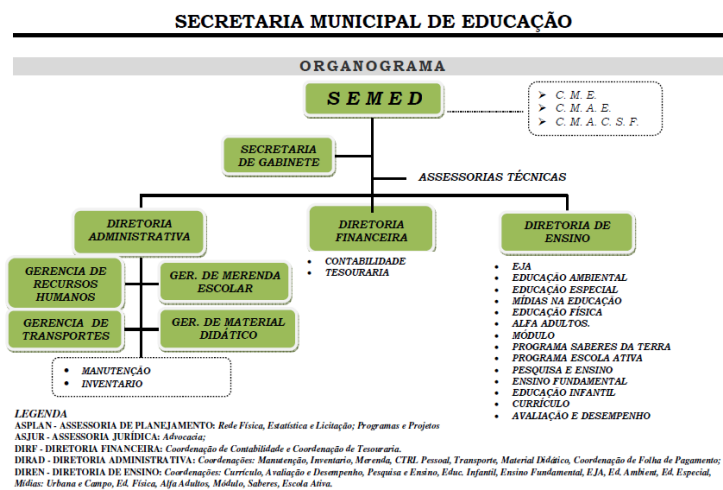 SECRETARIA MUNICIPAL DE EDUCAÇÃO
ORGANOGRAMA
S E M E D
C. M. E.
C. M. A. E.
C. M. A. C. S. F.
SECRETARIA
DE GABINETE
ASSESSORIAS TÉCNICAS
DIRETORIA
ADMINISTRATIVA
DIRETORIA
FINANCEIRA
DIRETORIA DE
ENSINO
GERENCIA DE
RECURSOS
HUMANOS
GER. DE MERENDA
ESCOLAR
GERENCIA DE
TRANSPORTES
GER. DE MATERIAL
DIDÁTICO
MANUTENÇÃO
INVENTARIO
CONTABILIDADE
TESOURARIA
EJA
EDUCAÇÃO AMBIENTAL
EDUCAÇÃO ESPECIAL
MÍDIAS NA EDUCAÇÃO
EDUCAÇÃO FÍSICA
ALFA ADULTOS.
MÓDULO
PROGRAMA SABERES DA TERRA
PROGRAMA ESCOLA ATIVA
PESQUISA E ENSINO
ENSINO FUNDAMENTAL
EDUCAÇÃO INFANTIL
CURRÍCULO
AVALIAÇÃO E DESEMPENHO
LEGENDA
ASPLAN - ASSESSORIA DE PLANEJAMENTO: Rede Física, Estatística e Licitação; Programas e Projetos
ASJUR - ASSESSORIA JURÍDICA: Advocacia;
DIRF - DIRETORIA FINANCEIRA: Coordenação de Contabilidade e Coordenação de Tesouraria.
DIRAD - DIRETORIA ADMINISTRATIVA: Coordenações: Manutenção, Inventario, Merenda, CTRL Pessoal, Transporte, Material Didático, Coordenação de Folha de Pagamento;
DIREN - DIRETORIA DE ENSINO: Coordenações: Currículo, Avaliação e Desempenho, Pesquisa e Ensino, Educ. Infantil, Ensino Fundamental, EJA, Ed. Ambient, Ed. Especial,
Mídias: Urbana e Campo, Ed. Física, Alfa Adultos, Módulo, Saberes, Escola Ativa.